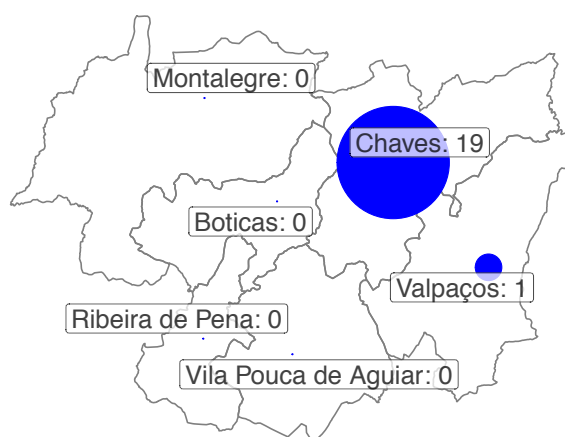 Montalegre: 0
Chaves: 19
Boticas: 0
Valpaços: 1
Ribeira de Pena: 0
Vila Pouca de Aguiar: 0